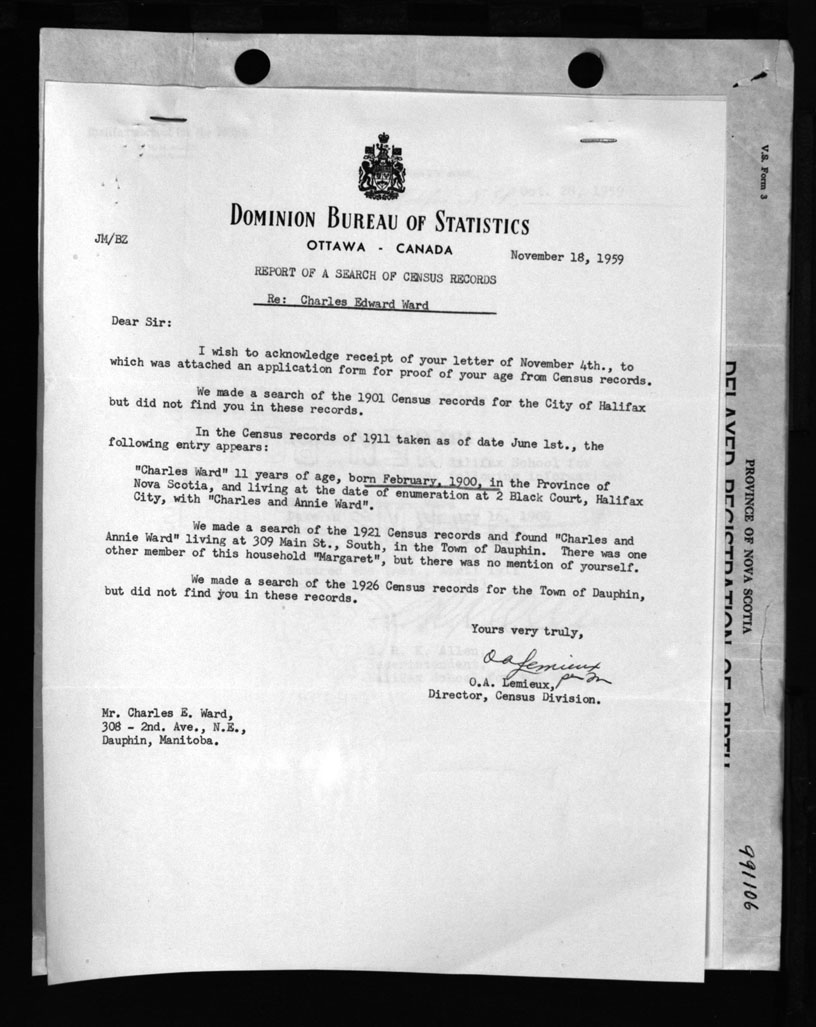 DOMINION BUREAU OF STATISTICS
OTTAWA - CANADA
JM/BZ
November 18, 1959
REPORT OF A SEARCH OF CENSUS RECORDS
Re: Charles Edward Ward
Dear Sir:
I wish to acknowledge receipt of your letter of November 4th., to
which was attached an application form for proof of your age from Census records.
We made a search of the 1901 Census records for the City of Halifax
but did not find you in these records.
In the Census records of 1911 taken as of date June 1st., the
following entry appears:
"Charles Ward" 11 years of age, born February, 1900, in the Province of
Nova Scotia, and living at the date of enumeration at 2 Black Court, Halifax
City, with "Charles and Annie Ward".
We made a search of the 1921 Census records and found "Charles and
Annie Ward" living at 309 Main St., South, in the Town of Dauphin. There was one
other member of this household "Margaret", but there was no mention of yourself.
We made a search of the 1926 Census records for the Town of Dauphin,
but did not find you in these records.
Yours very truly,
O A Lemieux
O.A. Lemieux,
Director, Census Division.
Mr. Charles E. Ward,
308 - 2nd. Ave., N.E.,
Dauphin, Manitoba.
V.S. Form 3
PROVINCE OF NOVA SCOTIA
DELAYED REGISTRATION OF BIRTH
991106